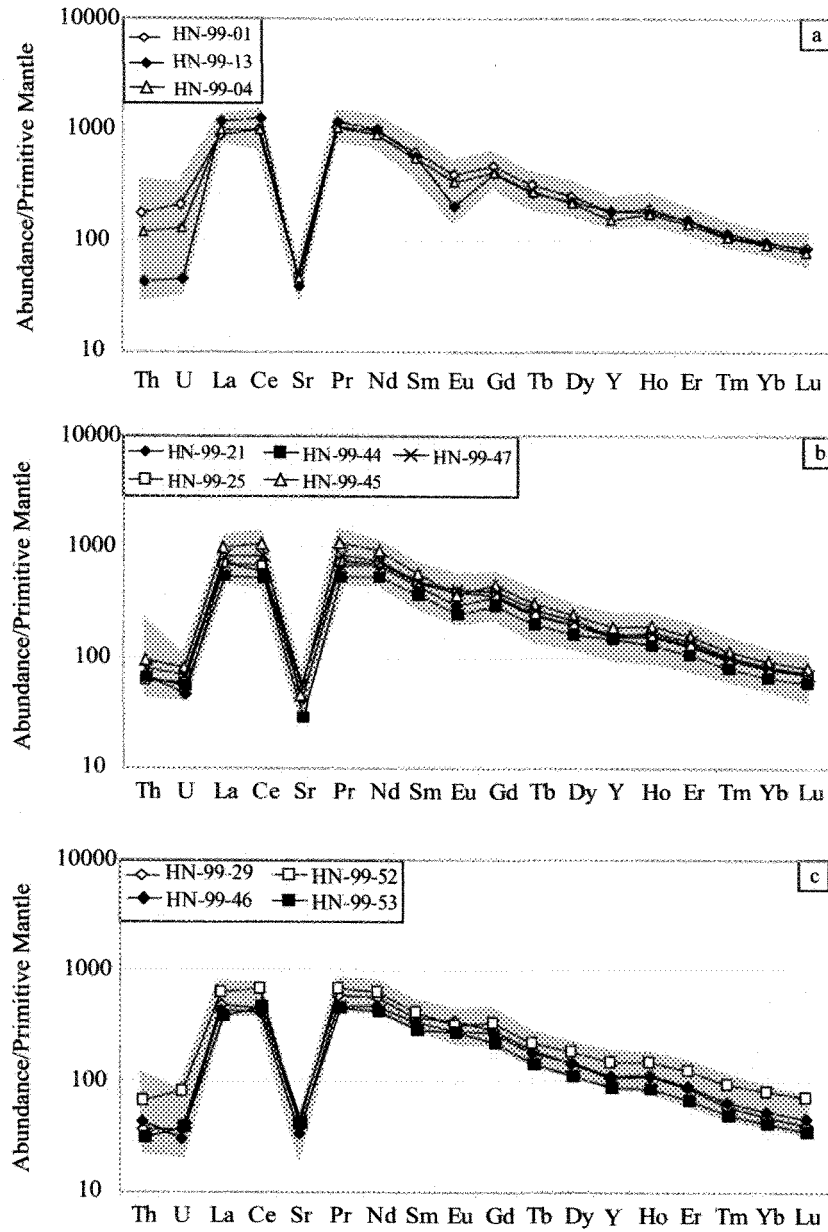 10000
HN-99-01
HN-99-13
HN-99-04
a
1000
100
10
Abundance/Primitive Mantle
Th U La Ce Sr Pr Nd Sm Eu Gd Tb Dy Y Ho Er Tm Yb Lu
10000
HN-99-21 HN-99-44 HN-99-47
HN-99-25 HN-99-45
b
1000
100
10
Abundance/Primitive Mantle
Th U La Ce Sr Pr Nd Sm Eu Gd Tb Dy Y Ho Er Tm Yb Lu
10000
HN-99-29 HN-99-52
HN-99-46 HN-99-53
c
1000
100
10
Abundance/Primitive Mantle
Th U La Ce Sr Pr Nd Sm Eu Gd Tb Dy Y Ho Er Tm Yb Lu